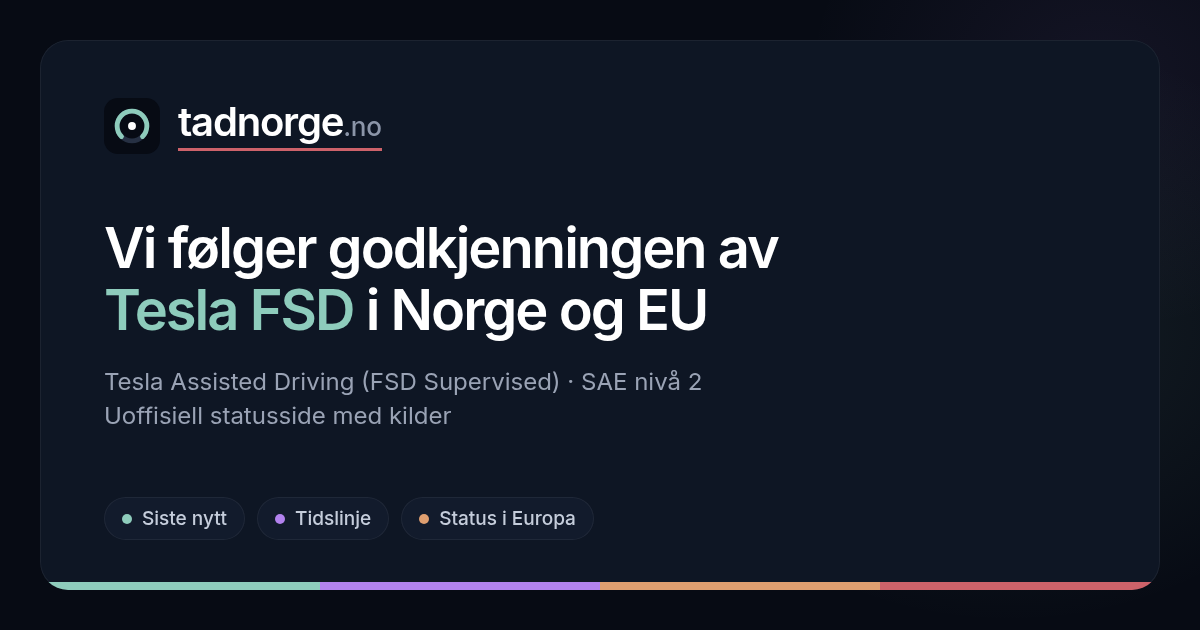 tadnorge.no
Vi følger godkjenningen av
Tesla FSD i Norge og EU
Tesla Assisted Driving (FSD Supervised) · SAE nivå 2
Uoffisiell statusside med kilder
Siste nytt
Tidslinje
Status i Europa